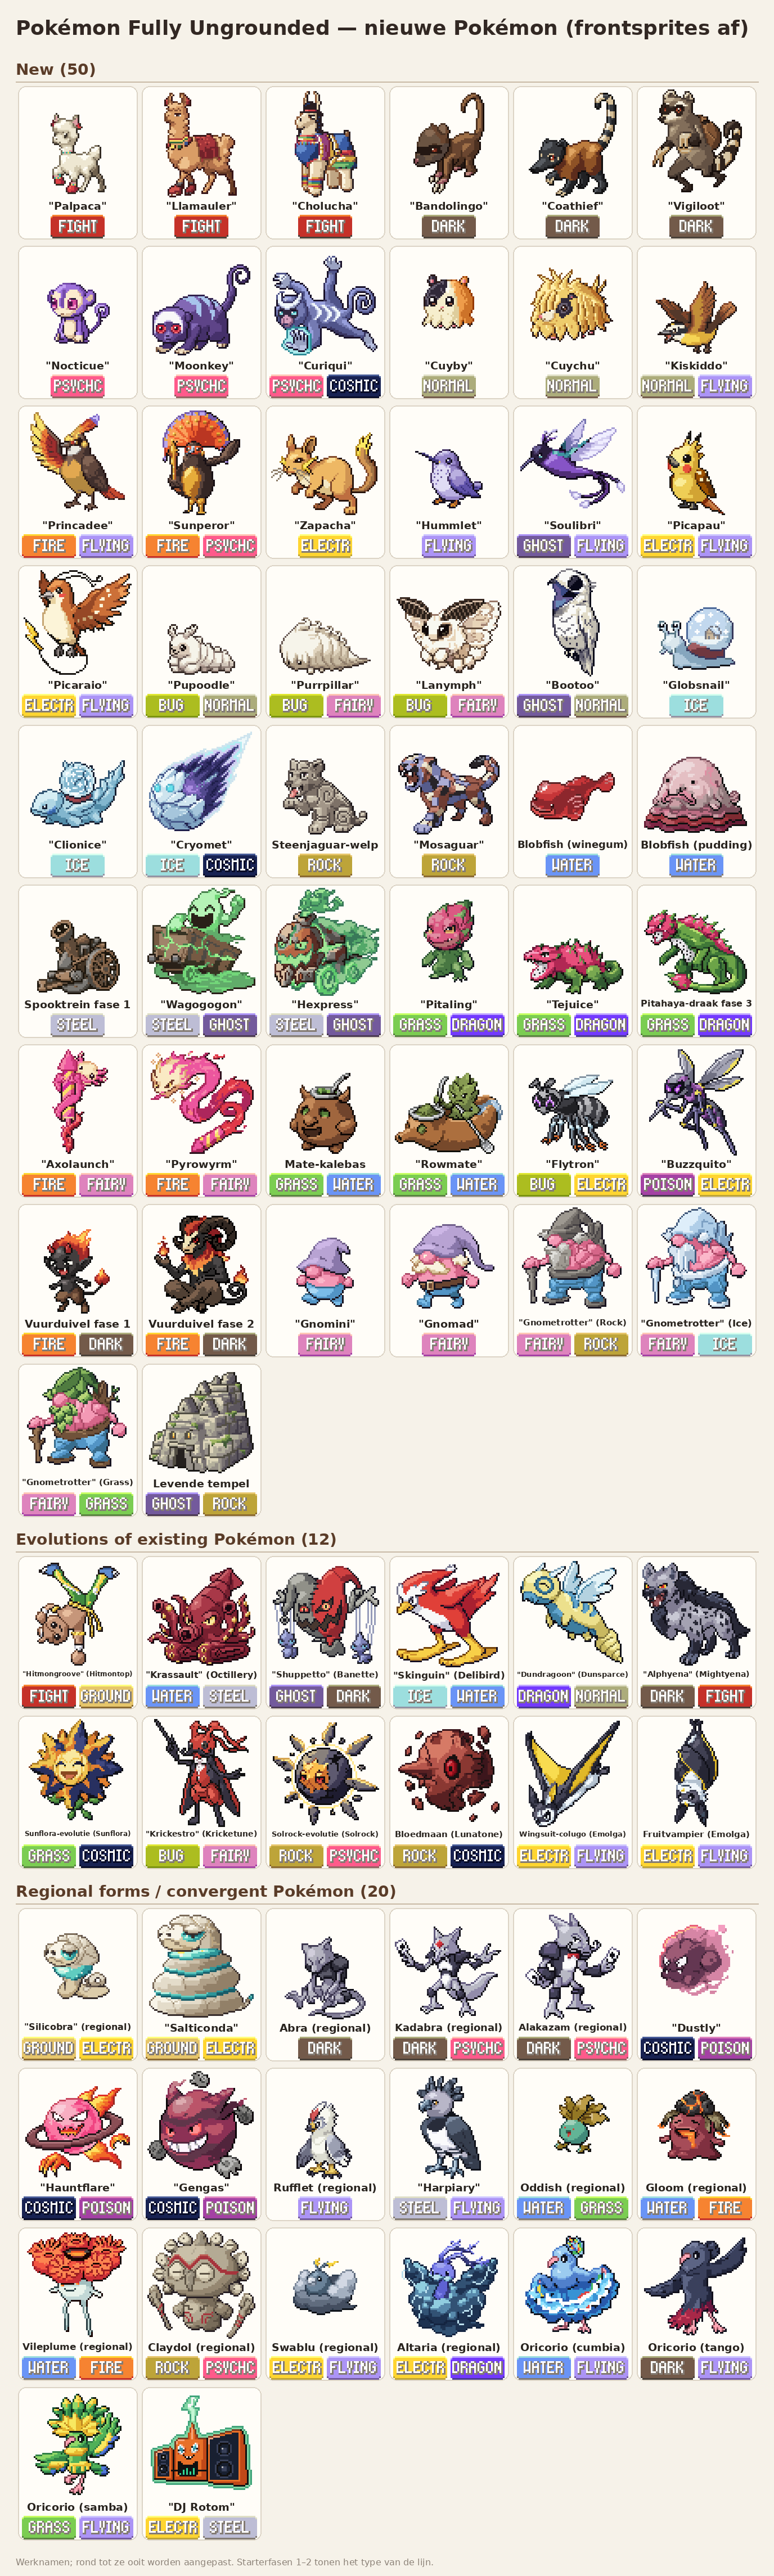 Pokémon Fully Ungrounded — nieuwe Pokémon (frontsprites af)
New (50)
"Palpaca" "Llamauler" "Cholucha" "Bandolingo" "Coathief" "Vigiloot"
FIGHT FIGHT FIGHT DARK DARK DARK
"Nocticue" "Moonkey" "Curiqui" "Cuyby" "Cuychu" "Kiskiddo"
PSYCHC PSYCHC PSYCHC COSMIC NORMAL NORMAL NORMAL FLYING
"Princadee" "Sunperor" "Zapacha" "Hummlet" "Soulibri" "Picapau"
FIRE FLYING FIRE PSYCHC ELECTR FLYING GHOST FLYING ELECTR FLYING
"Picaraio" "Pupoodle" "Purrpillar" "Lanymph" "Bootoo" "Globsnail"
ELECTR FLYING BUG NORMAL BUG FAIRY BUG FAIRY GHOST NORMAL ICE
"Clionice" "Cryomet" Steenjaguar-welp "Mosaguar" Blobfish (winegum) Blobfish (pudding)
ICE ICE COSMIC ROCK ROCK WATER WATER
Spooktrein fase 1 "Wagogogon" "Hexpress" "Pitaling" "Tejuice" Pitahaya-draak fase 3
STEEL STEEL GHOST STEEL GHOST GRASS DRAGON GRASS DRAGON GRASS DRAGON
"Axolaunch" "Pyrowyrm" Mate-kalebas "Rowmate" "Flytron" "Buzzquito"
FIRE FAIRY FIRE FAIRY GRASS WATER GRASS WATER BUG ELECTR POISON ELECTR
Vuurduivel fase 1 Vuurduivel fase 2 "Gnomini" "Gnomad" "Gnometrotter" (Rock) "Gnometrotter" (Ice)
FIRE DARK FIRE DARK FAIRY FAIRY FAIRY ROCK FAIRY ICE
"Gnometrotter" (Grass) Levende tempel
FAIRY GRASS GHOST ROCK
Evolutions of existing Pokémon (12)
"Hitmongroove" (Hitmontop) "Krassault" (Octillery) "Shuppetto" (Banette) "Skinguin" (Delibird) "Dundragoon" (Dunsparce) "Alphyena" (Mightyena)
FIGHT GROUND WATER STEEL GHOST DARK ICE WATER DRAGON NORMAL DARK FIGHT
Sunflora-evolutie (Sunflora) "Krickestro" (Kricketune) Solrock-evolutie (Solrock) Bloedmaan (Lunatone) Wingsuit-colugo (Emolga) Fruitvampier (Emolga)
GRASS COSMIC BUG FAIRY ROCK PSYCHC ROCK COSMIC ELECTR FLYING ELECTR FLYING
Regional forms / convergent Pokémon (20)
"Silicobra" (regional) "Salticonda" Abra (regional) Kadabra (regional) Alakazam (regional) "Dustly"
GROUND ELECTR GROUND ELECTR DARK DARK PSYCHC DARK PSYCHC COSMIC POISON
"Hauntflare" "Gengas" Rufflet (regional) "Harpiary" Oddish (regional) Gloom (regional)
COSMIC POISON COSMIC POISON FLYING STEEL FLYING WATER GRASS WATER FIRE
Vileplume (regional) Claydol (regional) Swablu (regional) Altaria (regional) Oricorio (cumbia) Oricorio (tango)
WATER FIRE ROCK PSYCHC ELECTR FLYING ELECTR DRAGON WATER FLYING DARK FLYING
Oricorio (samba) "DJ Rotom"
GRASS FLYING ELECTR STEEL
Werknamen; rond tot ze ooit worden aangepast. Starterfasen 1–2 tonen het type van de lijn.